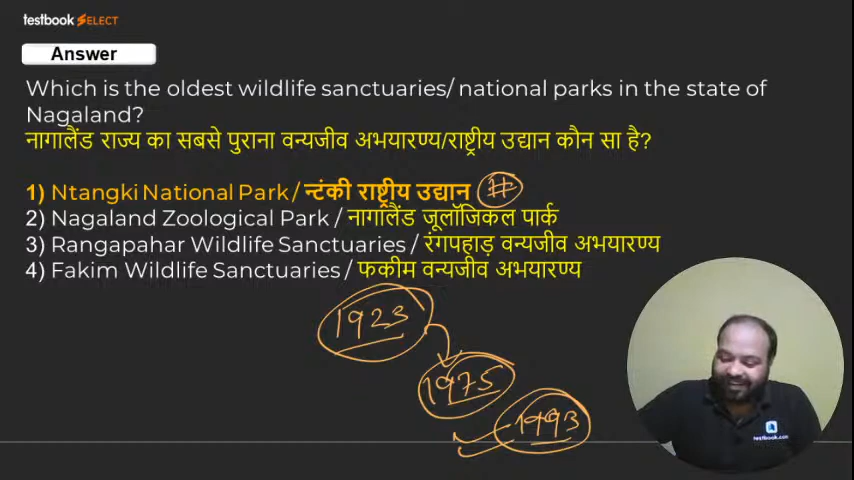 testbook SELECT
Answer
Which is the oldest wildlife sanctuaries/ national parks in the state of
Nagaland?
नागालैंड राज्य का सबसे पुराना वन्यजीव अभयारण्य/राष्ट्रीय उद्यान कौन सा है?
1) Ntangki National Park / न्टंकी राष्ट्रीय उद्यान #
2) Nagaland Zoological Park / नागालैंड जूलॉजिकल पार्क
3) Rangapahar Wildlife Sanctuaries / रंगपहाड़ वन्यजीव अभयारण्य
4) Fakim Wildlife Sanctuaries / फकीम वन्यजीव अभयारण्य
1923
1975
1993
testbook.com